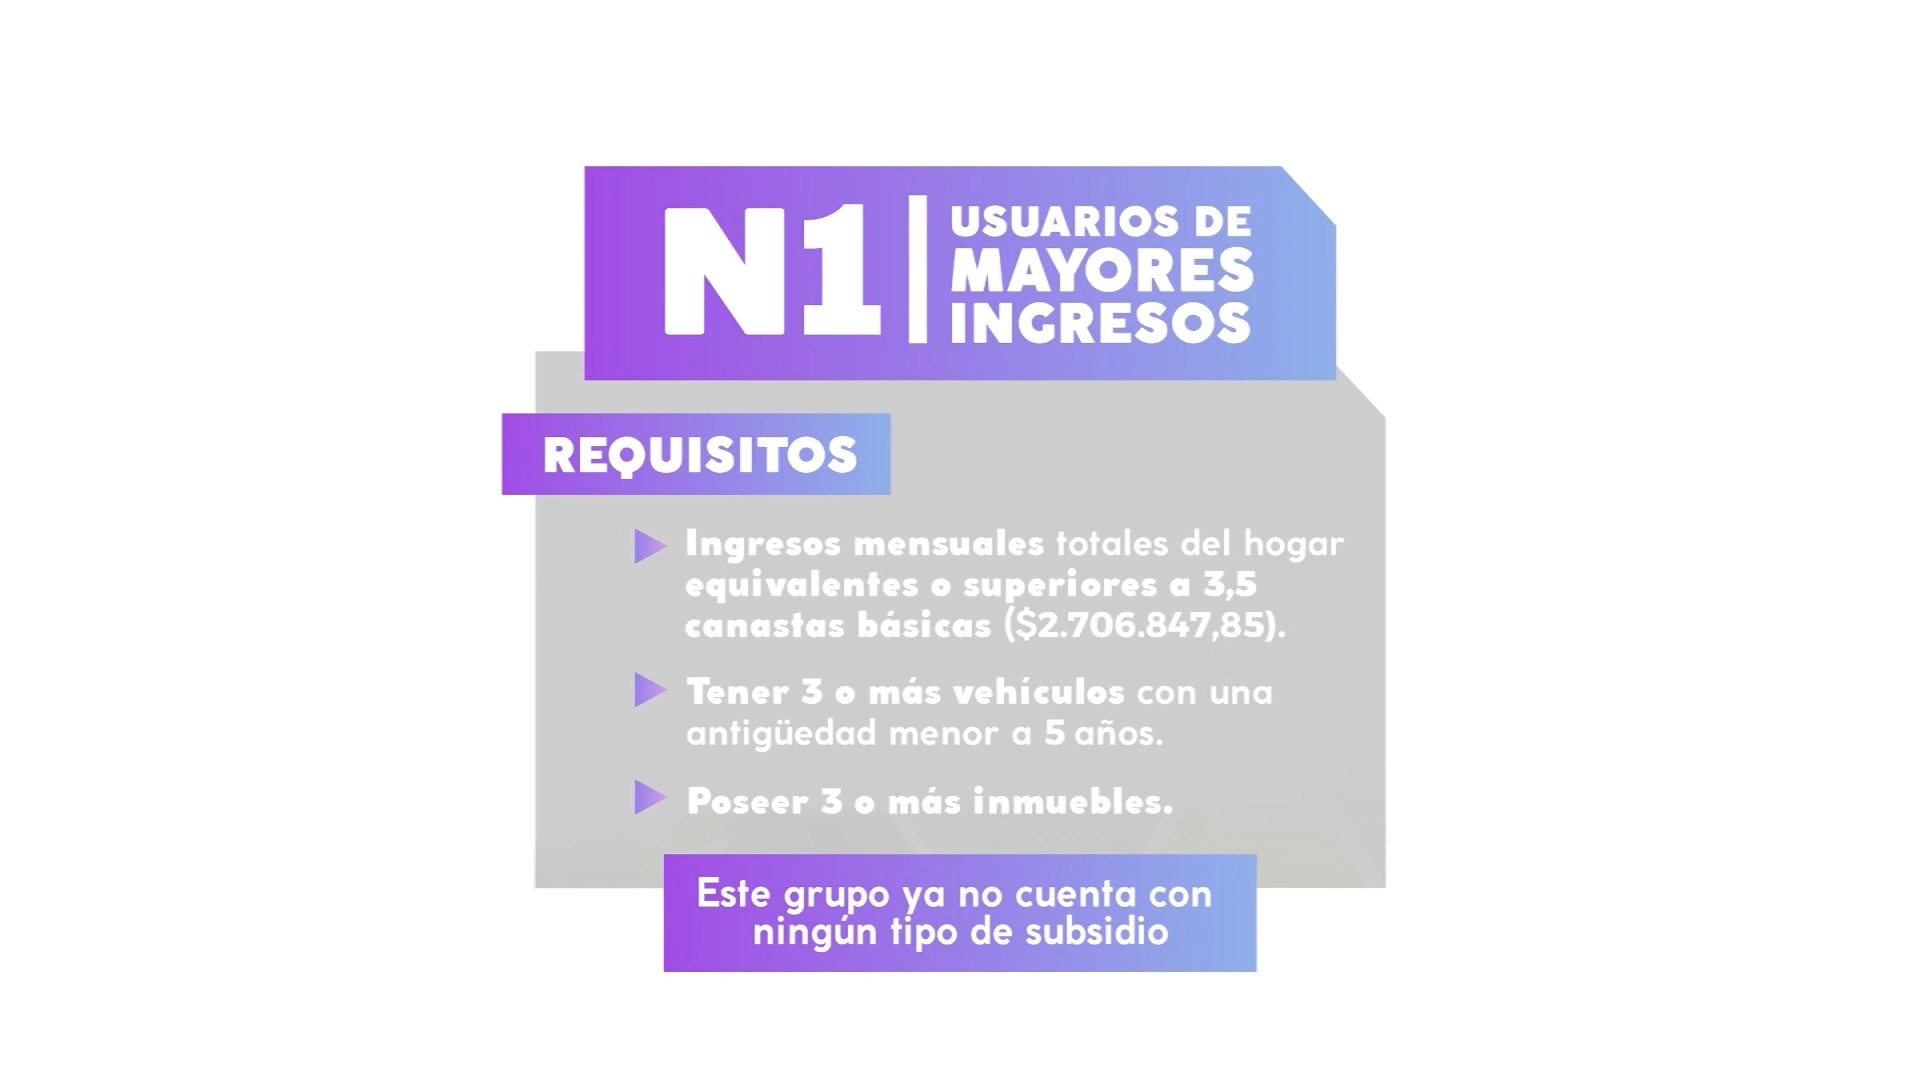 N1
USUARIOS DE
MAYORES
INGRESOS
REQUISITOS
Ingresos mensuales totales del hogar
equivalentes o superiores a 3,5
canastas básicas ($2.706.847,85).
Tener 3 o más vehículos con una
antigüedad menor a 5 años.
Poseer 3 o más inmuebles.
Este grupo ya no cuenta con
ningún tipo de subsidio